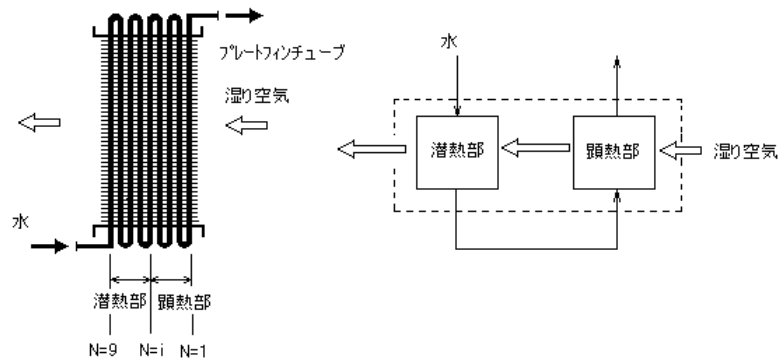 プレートフィンチューブ
湿り空気
水
潜熱部 顕熱部
N=9 N=i N=1
水
潜熱部
顕熱部
湿り空気